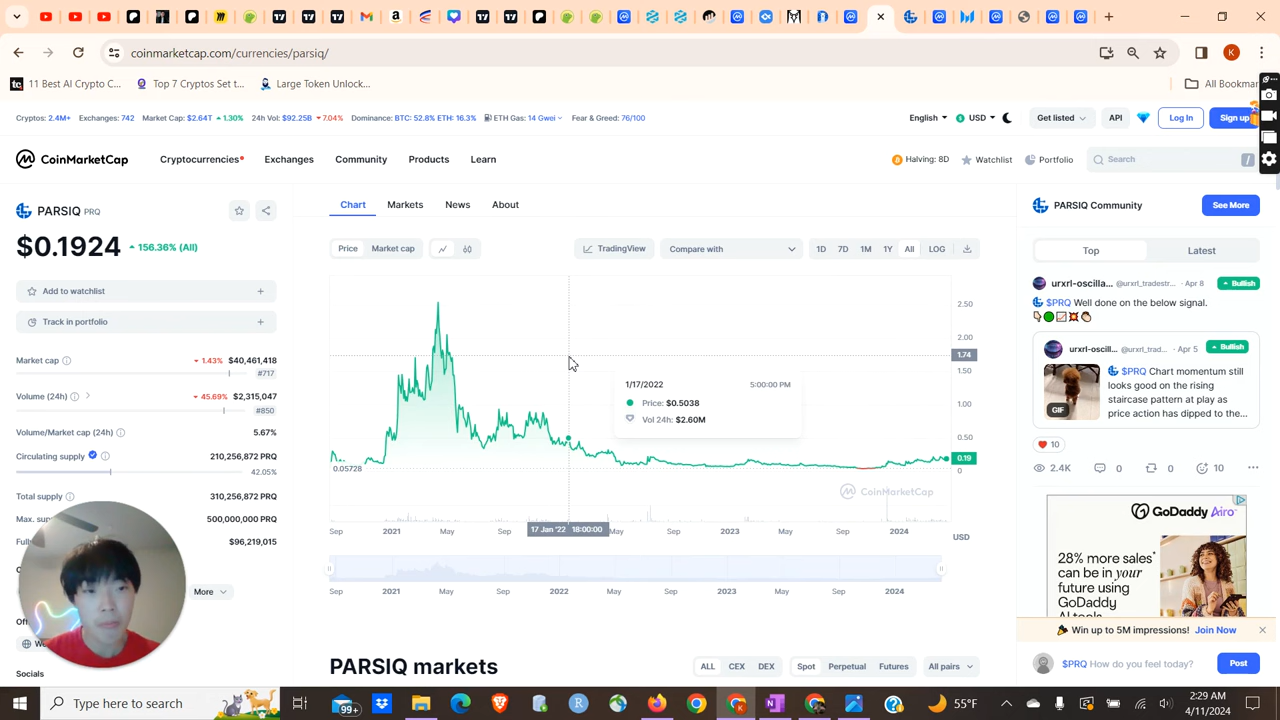 coinmarketcap.com/currencies/parsiq/
11 Best AI Crypto C...
Top 7 Cryptos Set t...
Large Token Unlock...
All Bookmar
Cryptos: 2.4M+ Exchanges: 742 Market Cap: $2.64T 1.30% 24h Vol: $92.25B 7.04% Dominance: BTC: 52.8% ETH: 16.3% ETH Gas: 14 Gwei Fear & Greed: 76/100
English USD Get listed API Log In Sign up
CoinMarketCap Cryptocurrencies Exchanges Community Products Learn
Halving: 8D Watchlist Portfolio Search /
PARSIQ PRQ
$0.1924 156.36% (All)
Add to watchlist +
Track in portfolio +
Market cap 1.43% $40,461,418
#717
Volume (24h) 45.69% $2,315,047
#850
Volume/Market cap (24h) 5.67%
Circulating supply 210,256,872 PRQ
42.05%
Total supply 310,256,872 PRQ
Max. sup 500,000,000 PRQ
Full $96,219,015
More
Socials
Chart Markets News About
Price Market cap
TradingView Compare with 1D 7D 1M 1Y All LOG
2.50
2.00
1.74
1.50
1.00
0.50
0.19
0
0.05728
1/17/2022 5:00:00 PM
Price: $0.5038
Vol 24h: $2.60M
CoinMarketCap
Sep 2021 May Sep 17 Jan '22 18:00:00 May Sep 2023 May Sep 2024
USD
Sep 2021 May Sep 2022 May Sep 2023 May Sep 2024
PARSIQ markets
ALL CEX DEX Spot Perpetual Futures All pairs
PARSIQ Community See More
Top Latest
urxrl-oscilla... @urxrl_tradestr... · Apr 8 Bullish
$PRQ Well done on the below signal.
urxrl-oscill... @urxrl_trad... · Apr 5 Bullish
$PRQ Chart momentum still
looks good on the rising
staircase pattern at play as
price action has dipped to the...
GIF
10
2.4K 0 0 10
GoDaddy Airo™
28% more sales*
can be in your
future using
GoDaddy
Win up to 5M impressions! Join Now
$PRQ How do you feel today? Post
Type here to search
99+
55°F
2:29 AM
4/11/2024